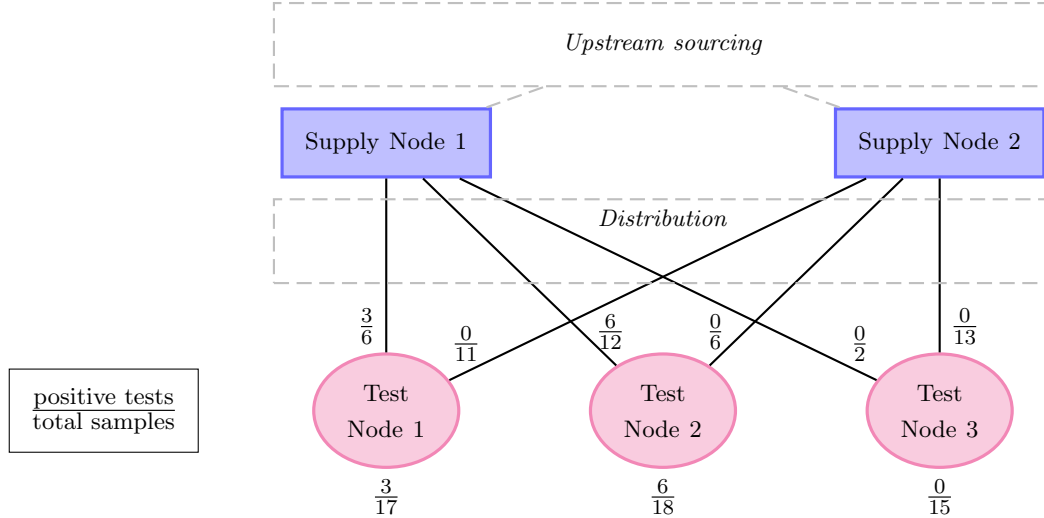 Upstream sourcing
Supply Node 1
Supply Node 2
Distribution
3/6
0/11
6/12
0/6
0/2
0/13
positive tests
total samples
Test
Node 1
Test
Node 2
Test
Node 3
3/17
6/18
0/15